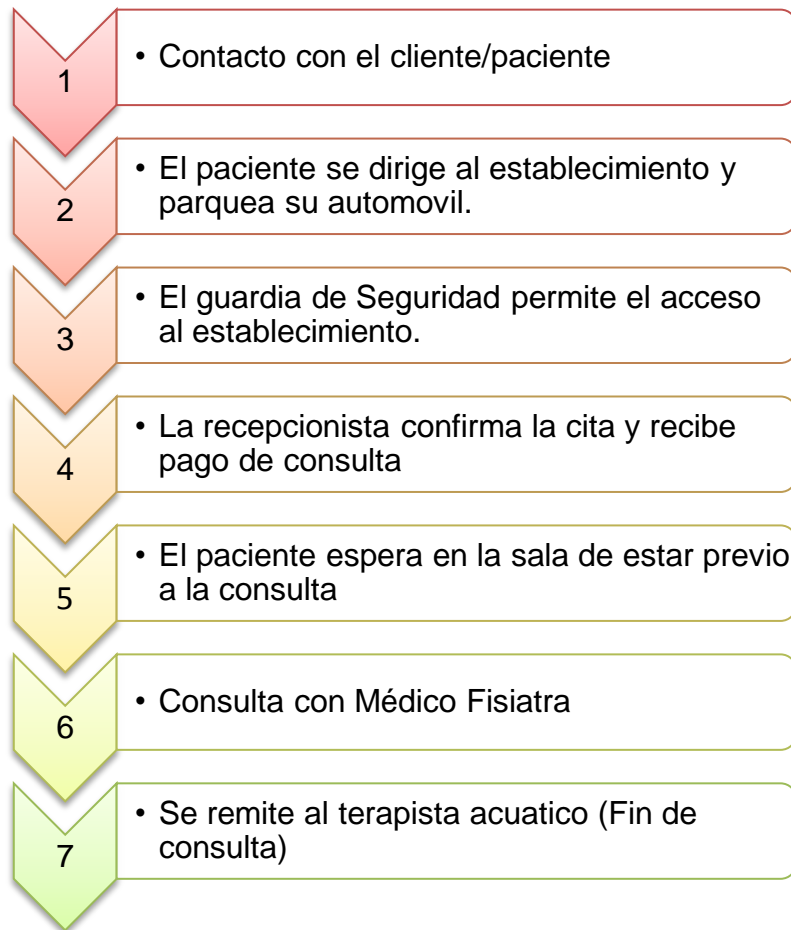 1
• Contacto con el cliente/paciente
2
• El paciente se dirige al establecimiento y
parquea su automovil.
3
• El guardia de Seguridad permite el acceso
al establecimiento.
4
• La recepcionista confirma la cita y recibe
pago de consulta
5
• El paciente espera en la sala de estar previo
a la consulta
6
• Consulta con Médico Fisiatra
7
• Se remite al terapista acuatico (Fin de
consulta)